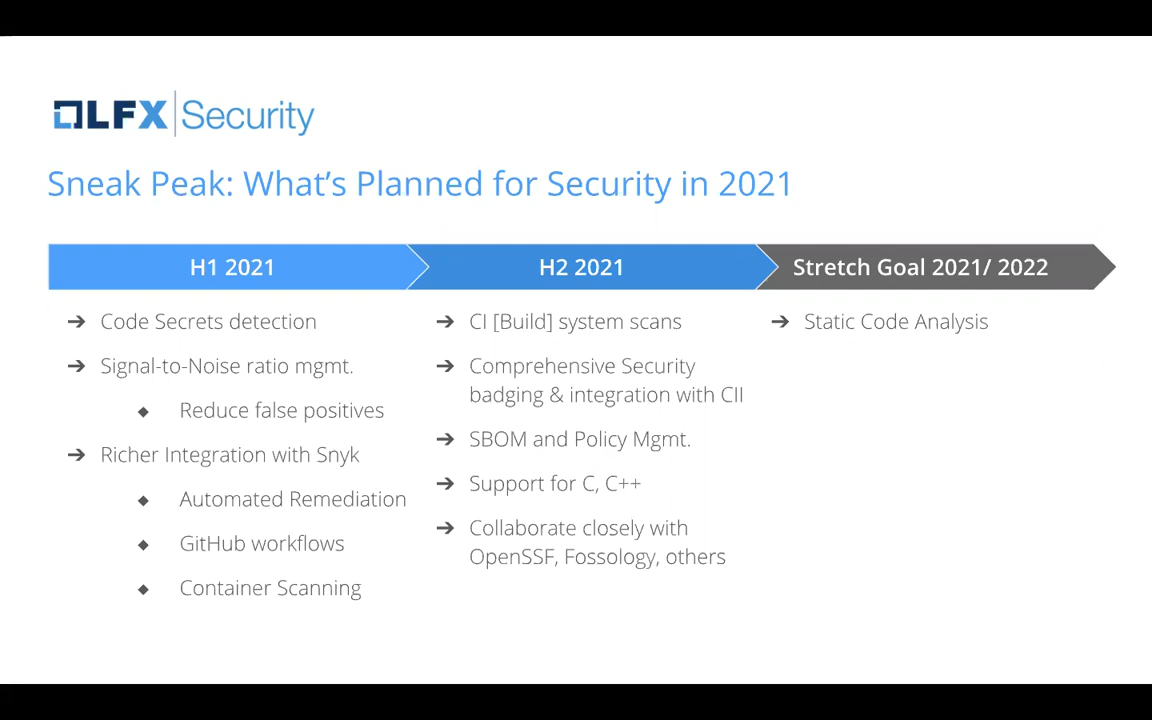 LFX Security
Sneak Peak: What's Planned for Security in 2021
H1 2021
H2 2021
Stretch Goal 2021/ 2022
➔ Code Secrets detection
➔ Signal-to-Noise ratio mgmt.
◆ Reduce false positives
➔ Richer Integration with Snyk
◆ Automated Remediation
◆ GitHub workflows
◆ Container Scanning
➔ CI [Build] system scans
➔ Comprehensive Security
badging & integration with CII
➔ SBOM and Policy Mgmt.
➔ Support for C, C++
➔ Collaborate closely with
OpenSSF, Fossology, others
➔ Static Code Analysis